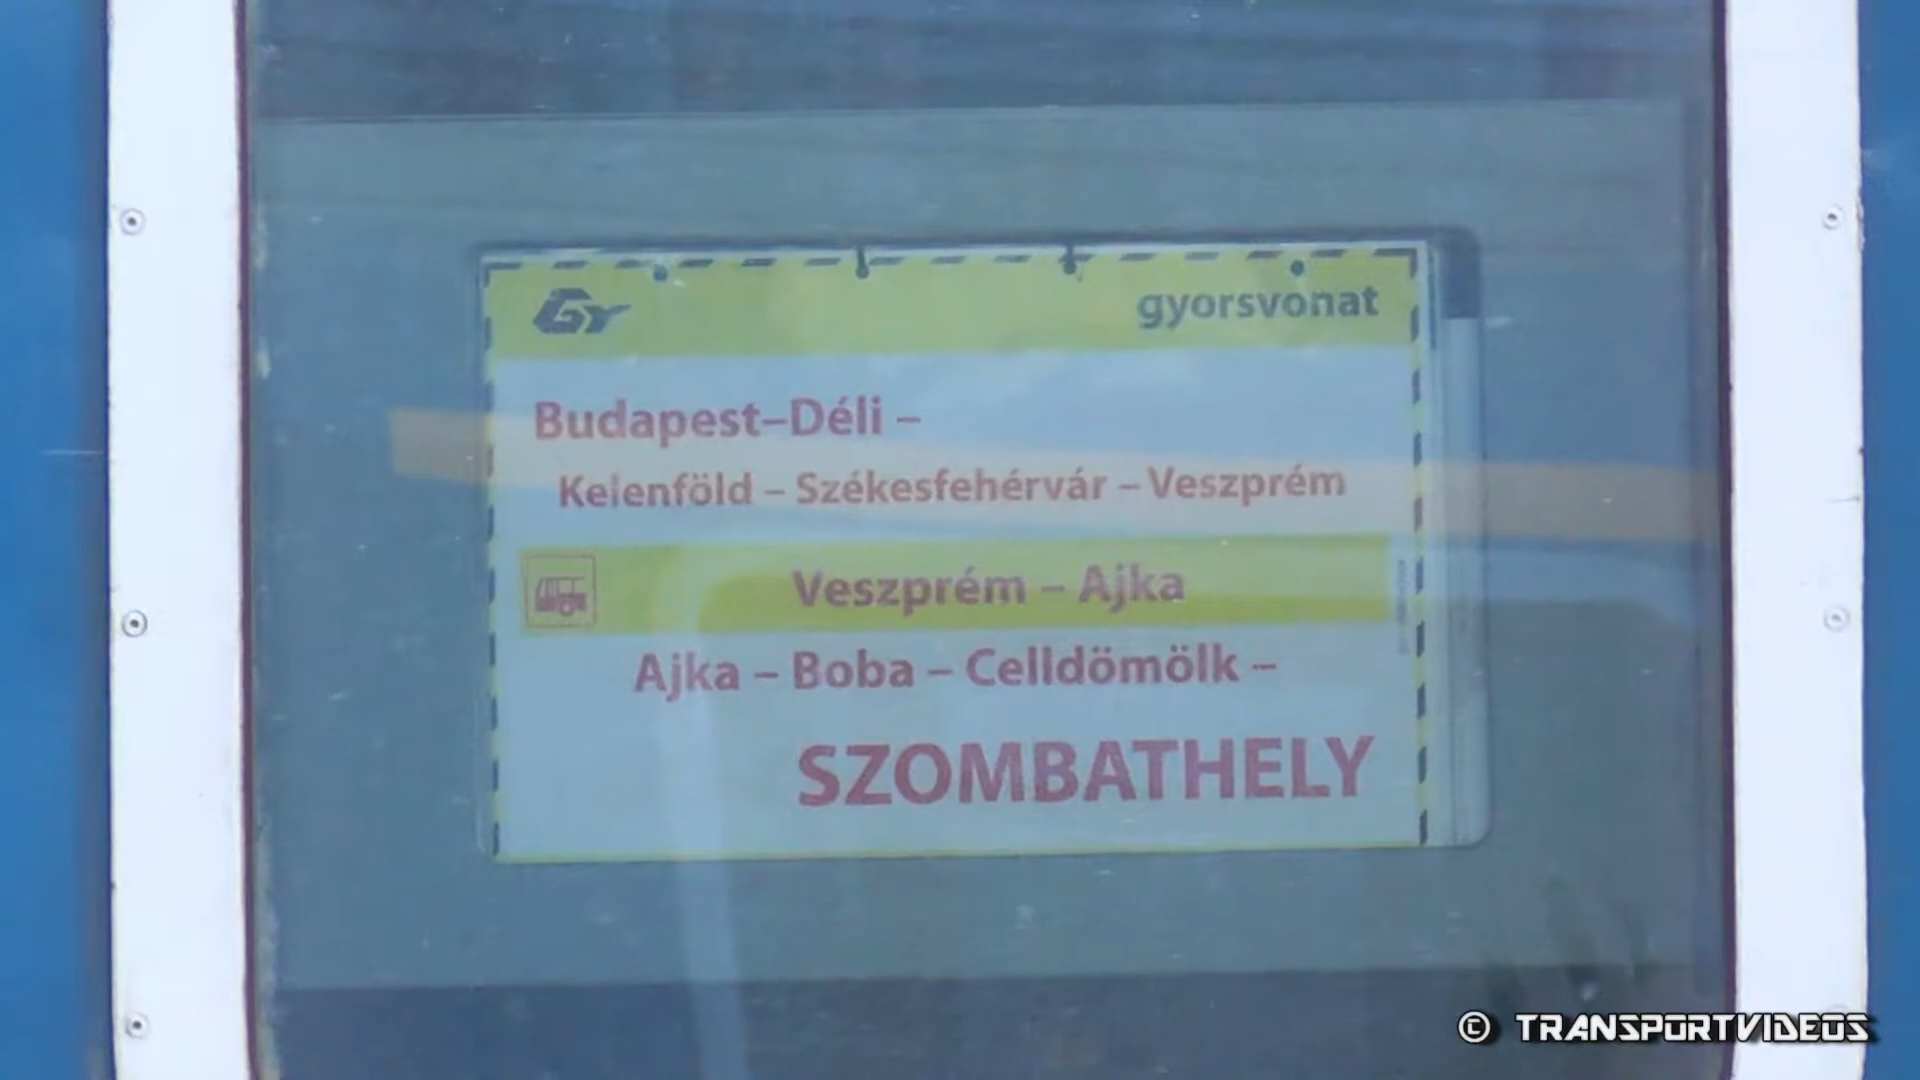 GY gyorsvonat
Budapest–Déli –
Kelenföld – Székesfehérvár – Veszprém
Veszprém – Ajka
Ajka – Boba – Celldömölk –
SZOMBATHELY
© TRANSPORTVIDEOS